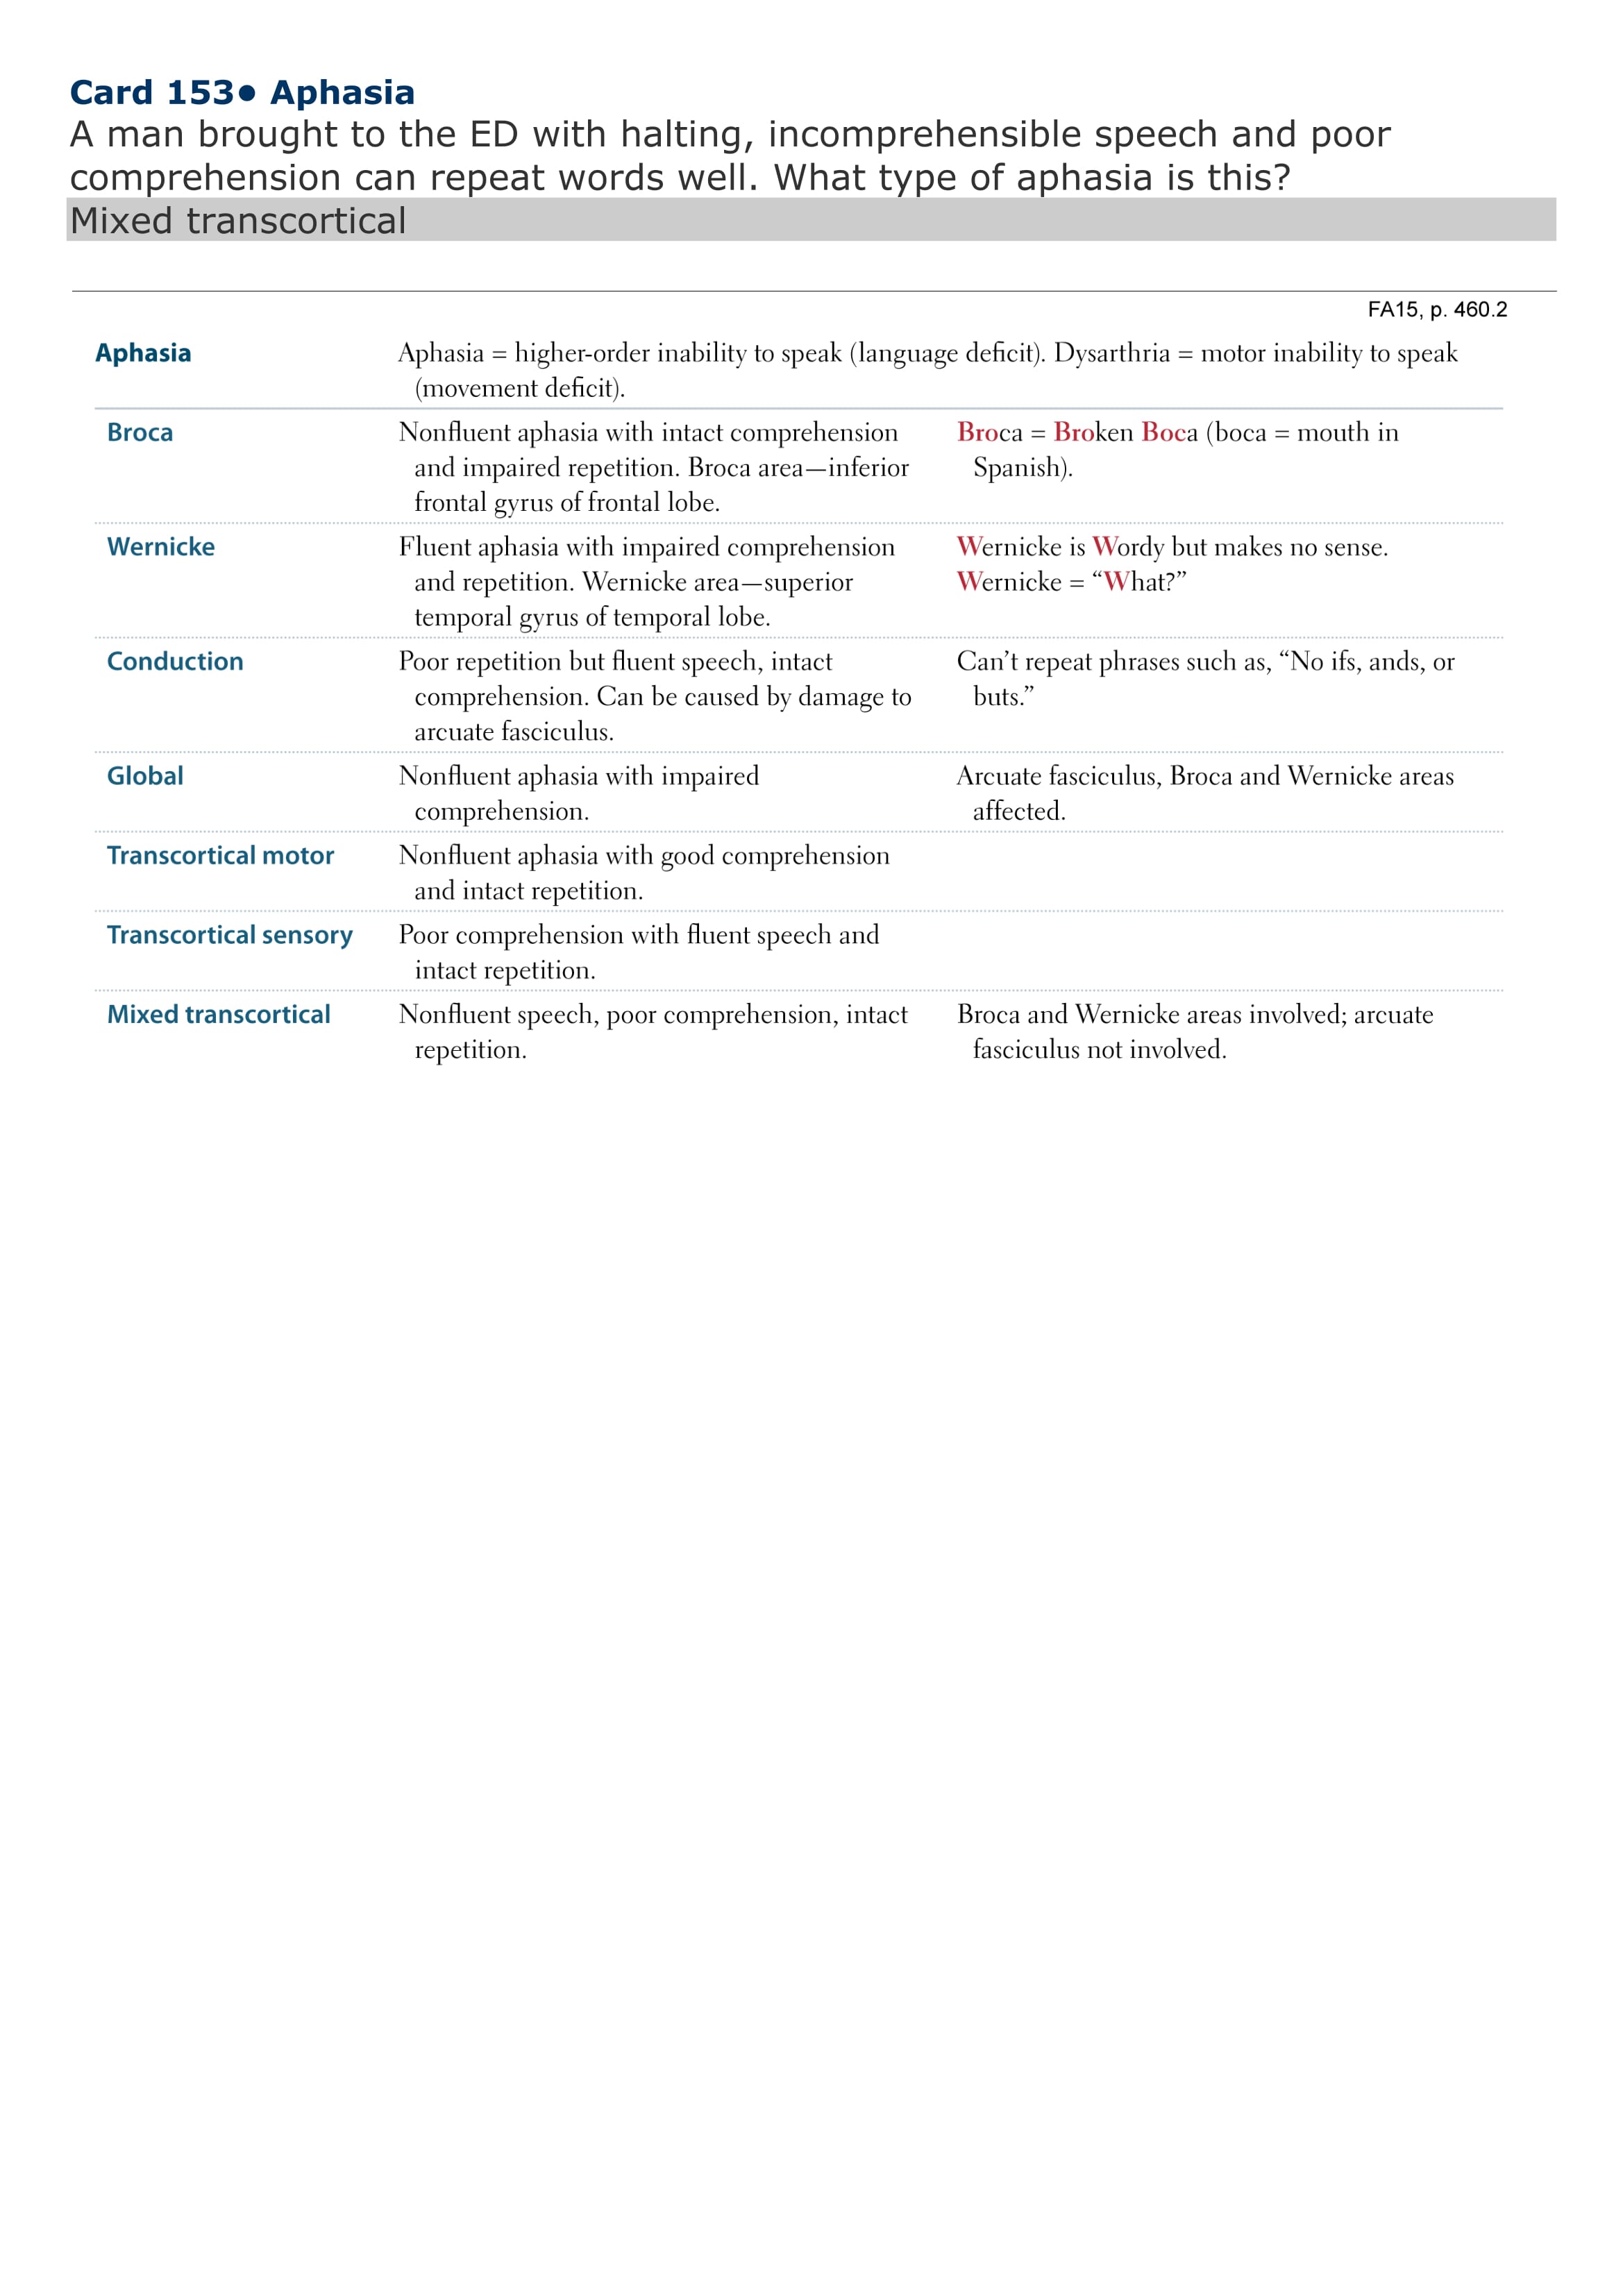 Card 153• Aphasia
A man brought to the ED with halting, incomprehensible speech and poor
comprehension can repeat words well. What type of aphasia is this?
Mixed transcortical
FA15, p. 460.2
Aphasia Aphasia = higher-order inability to speak (language deficit). Dysarthria = motor inability to speak
(movement deficit).
Broca Nonfluent aphasia with intact comprehension Broca = Broken Boca (boca = mouth in
and impaired repetition. Broca area—inferior Spanish).
frontal gyrus of frontal lobe.
Wernicke Fluent aphasia with impaired comprehension Wernicke is Wordy but makes no sense.
and repetition. Wernicke area—superior Wernicke = “What?”
temporal gyrus of temporal lobe.
Conduction Poor repetition but fluent speech, intact Can’t repeat phrases such as, “No ifs, ands, or
comprehension. Can be caused by damage to buts.”
arcuate fasciculus.
Global Nonfluent aphasia with impaired Arcuate fasciculus, Broca and Wernicke areas
comprehension. affected.
Transcortical motor Nonfluent aphasia with good comprehension
and intact repetition.
Transcortical sensory Poor comprehension with fluent speech and
intact repetition.
Mixed transcortical Nonfluent speech, poor comprehension, intact Broca and Wernicke areas involved; arcuate
repetition. fasciculus not involved.